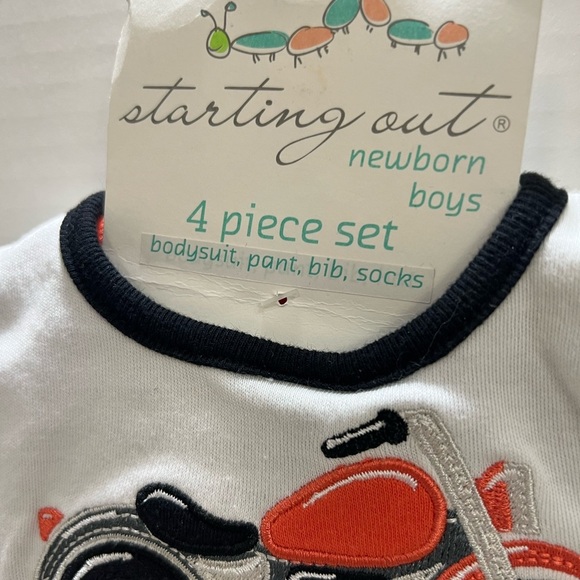 starting out ®
newborn
boys
4 piece set
bodysuit, pant, bib, socks